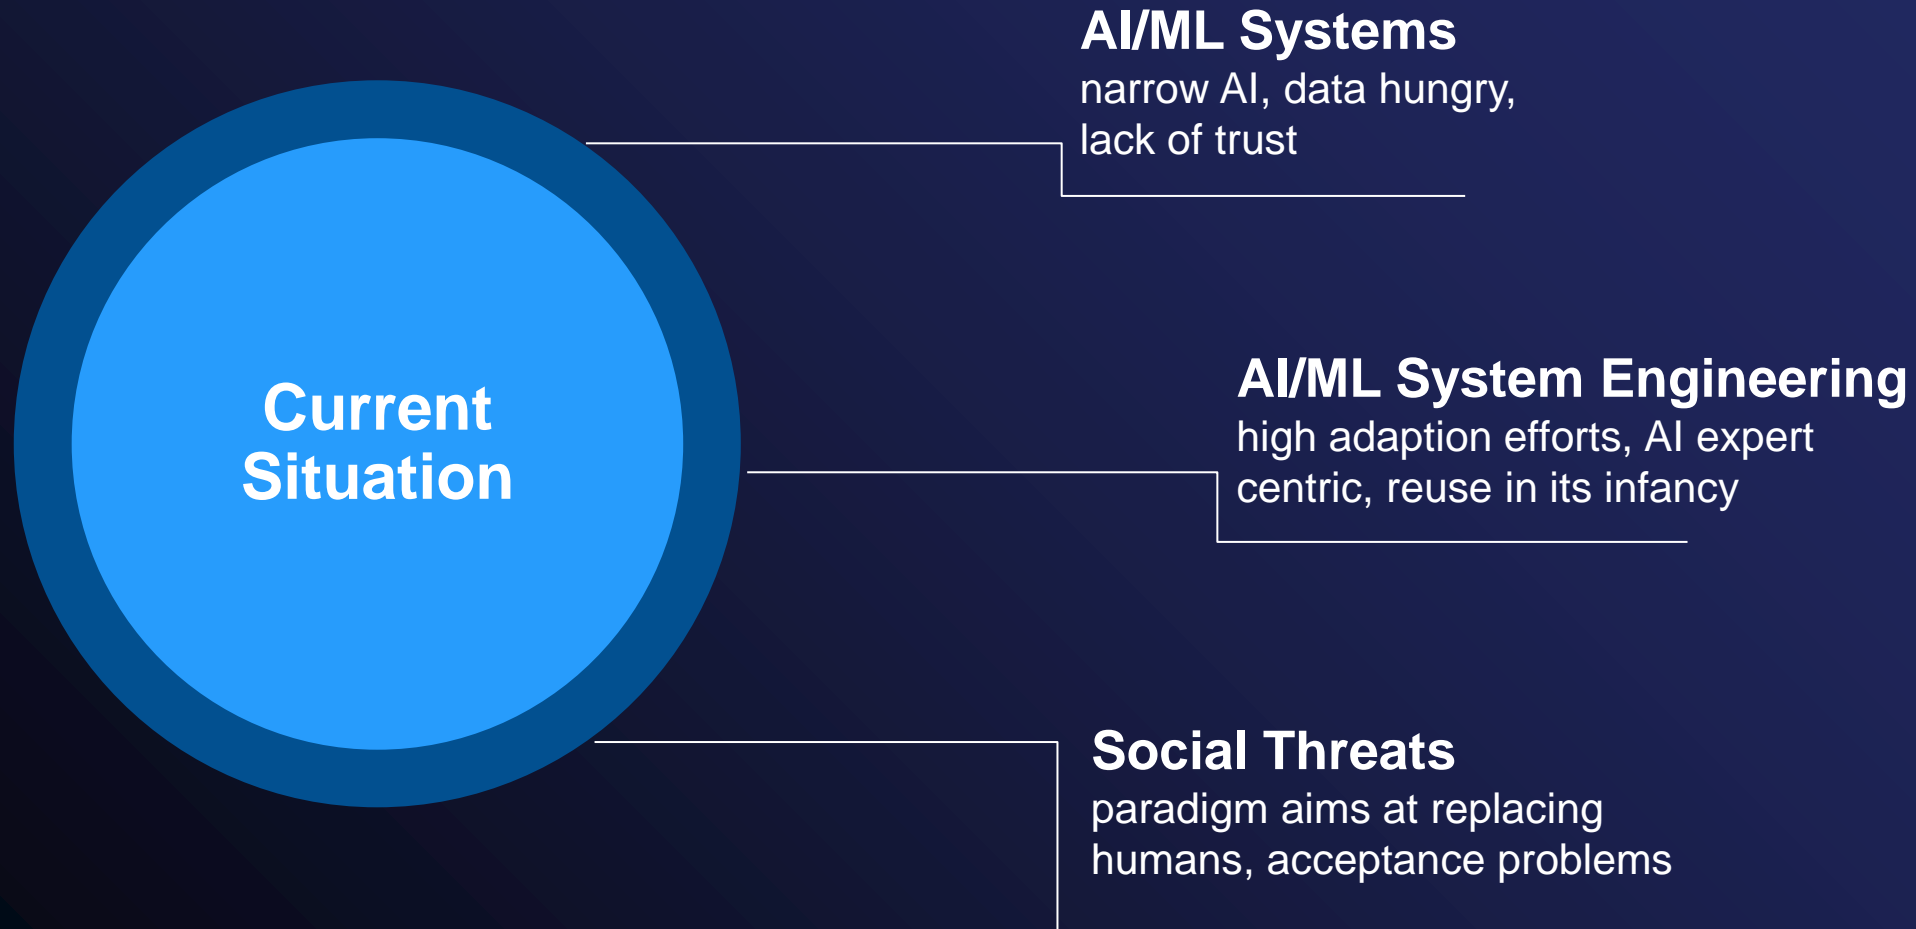 AI/ML Systems
narrow AI, data hungry,
lack of trust
Current
Situation
AI/ML System Engineering
high adaption efforts, AI expert
centric, reuse in its infancy
Social Threats
paradigm aims at replacing
humans, acceptance problems